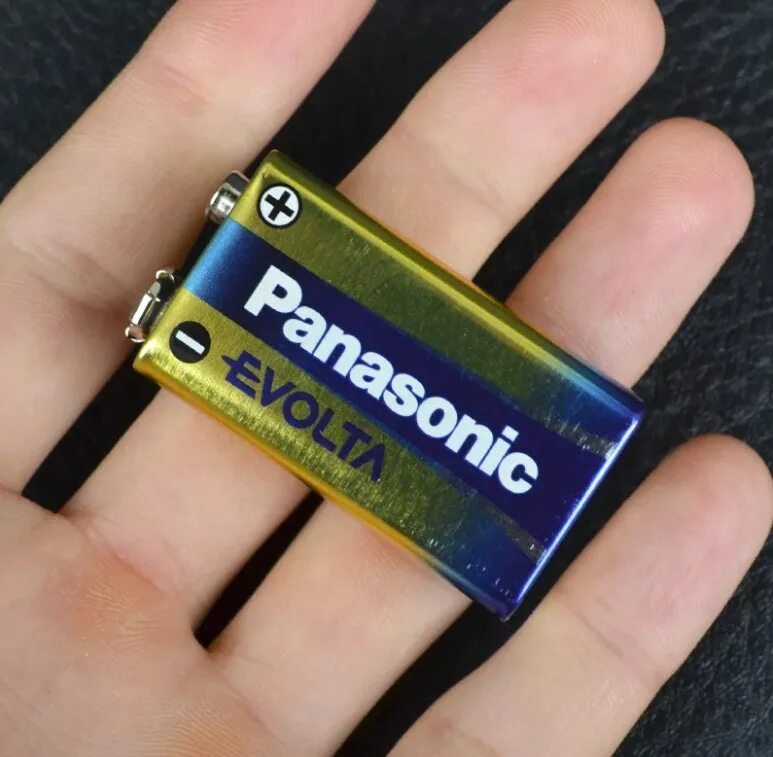 +
Panasonic
-
EVOLTA